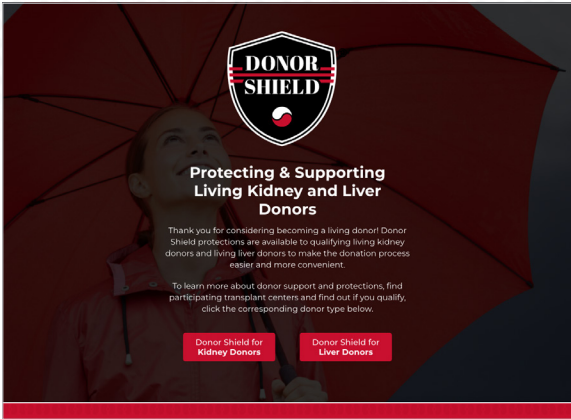 DONOR
SHIELD
Protecting & Supporting
Living Kidney and Liver
Donors
Thank you for considering becoming a living donor! Donor
Shield protections are available to qualifying living kidney
donors and living liver donors to make the donation process
easier and more convenient.
To learn more about donor support and protections, find
participating transplant centers and find out if you qualify,
click the corresponding donor type below.
Donor Shield for
Kidney Donors
Donor Shield for
Liver Donors